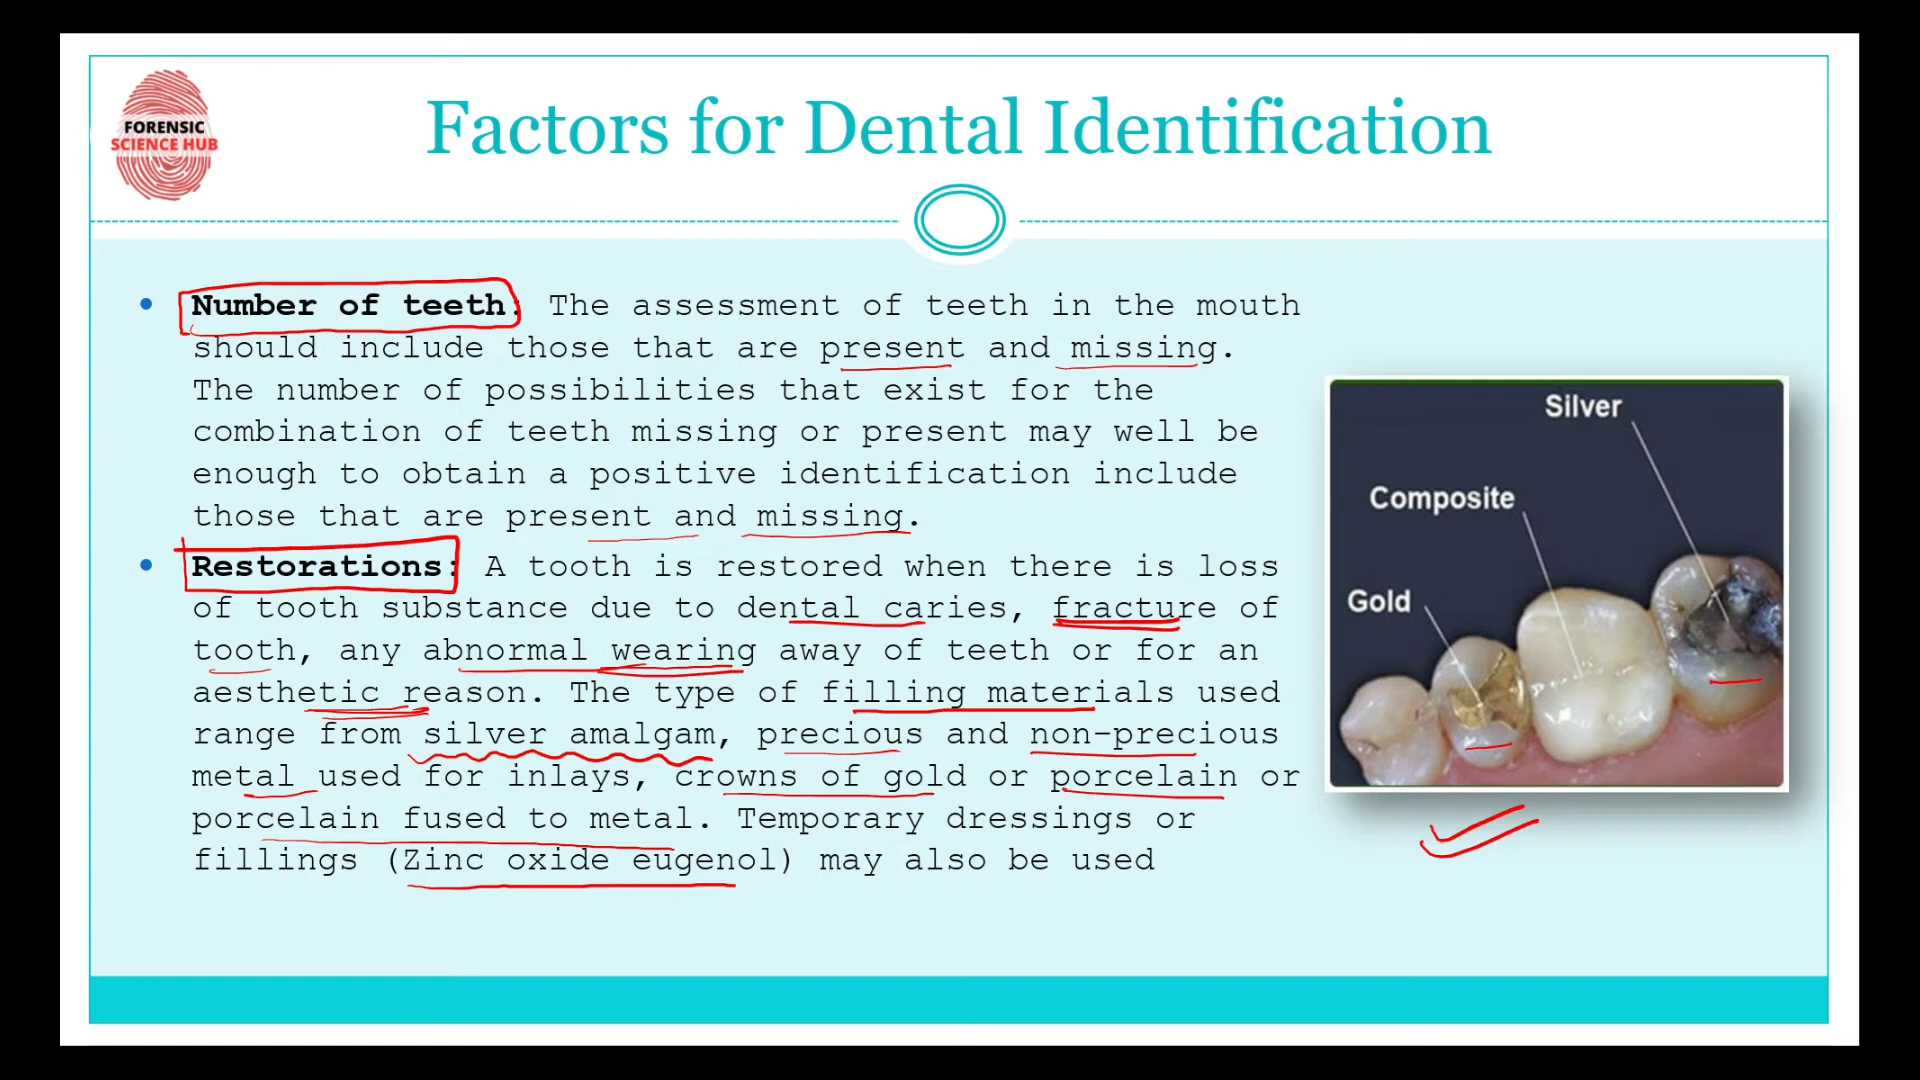 FORENSIC
SCIENCE HUB
Factors for Dental Identification
• Number of teeth: The assessment of teeth in the mouth
should include those that are present and missing.
The number of possibilities that exist for the
combination of teeth missing or present may well be
enough to obtain a positive identification include
those that are present and missing.
• Restorations: A tooth is restored when there is loss
of tooth substance due to dental caries, fracture of
tooth, any abnormal wearing away of teeth or for an
aesthetic reason. The type of filling materials used
range from silver amalgam, precious and non-precious
metal used for inlays, crowns of gold or porcelain or
porcelain fused to metal. Temporary dressings or
fillings (Zinc oxide eugenol) may also be used
Silver
Composite
Gold